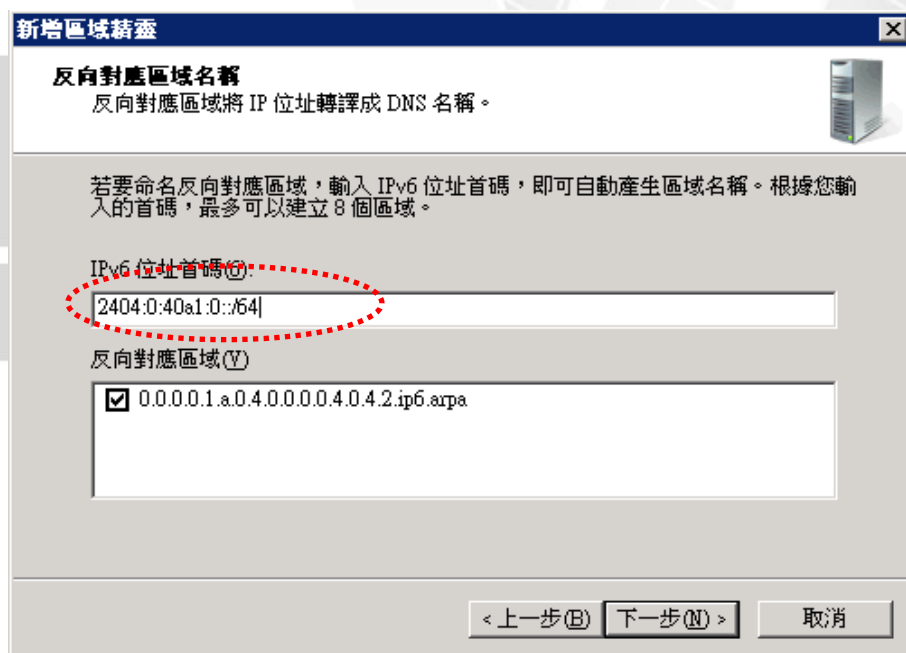 新增區域精靈
反向對應區域名稱
反向對應區域將 IP 位址轉譯成 DNS 名稱。
若要命名反向對應區域,輸入 IPv6 位址首碼,即可自動產生區域名稱。根據您輸
入的首碼,最多可以建立 8 個區域。
IPv6 位址首碼(6):
2404:0:40a1:0::/64
反向對應區域(V)
0.0.0.0.1.a.0.4.0.0.0.0.4.0.4.2.ip6.arpa
<上一步(B) 下一步(N)> 取消